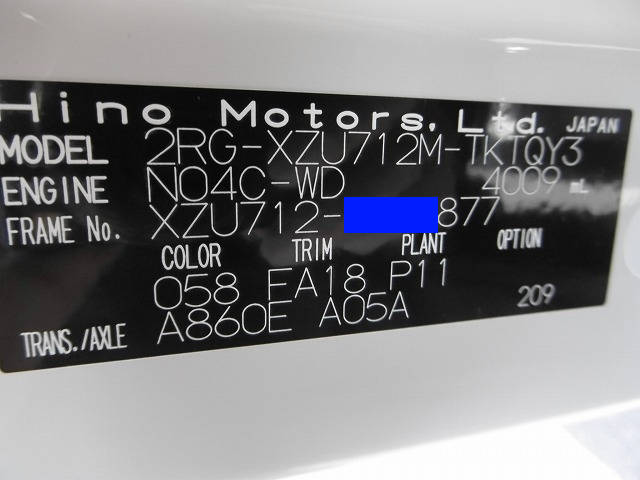 Hino Motors, Ltd. JAPAN
MODEL 2RG-XZU712M-TKTQY3
ENGINE N04C-WD 4009 mL
FRAME No. XZU712- 877
COLOR TRIM PLANT OPTION
058 FA18 P11
209
TRANS./AXLE A860E A05A